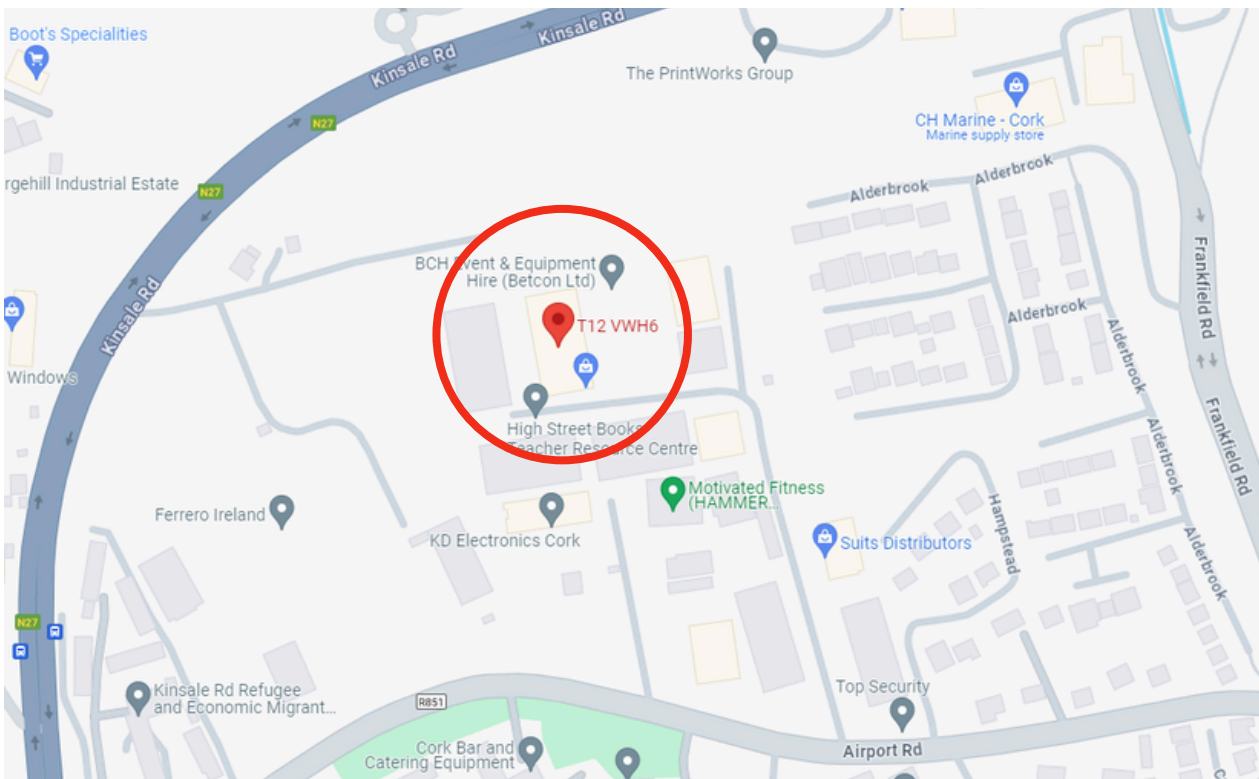 Boot's Specialities
Kinsale Rd
Kinsale Rd
The PrintWorks Group
N27
CH Marine - Cork
Marine supply store
rgehill Industrial Estate
N27
Alderbrook
Alderbrook
BCH Event & Equipment
Hire (Betcon Ltd)
Frankfield Rd
Kinsale Rd
T12 VWH6
Alderbrook
Alderbrook
Windows
High Street Books
Teacher Resource Centre
Frankfield Rd
Alderbrook
Motivated Fitness
(HAMMER...
Ferrero Ireland
KD Electronics Cork
Suits Distributors
Hampstead
Alderbrook
N27
Kinsale Rd Refugee
and Economic Migrant...
R851
Top Security
Cork Bar and
Catering Equipment
Airport Rd